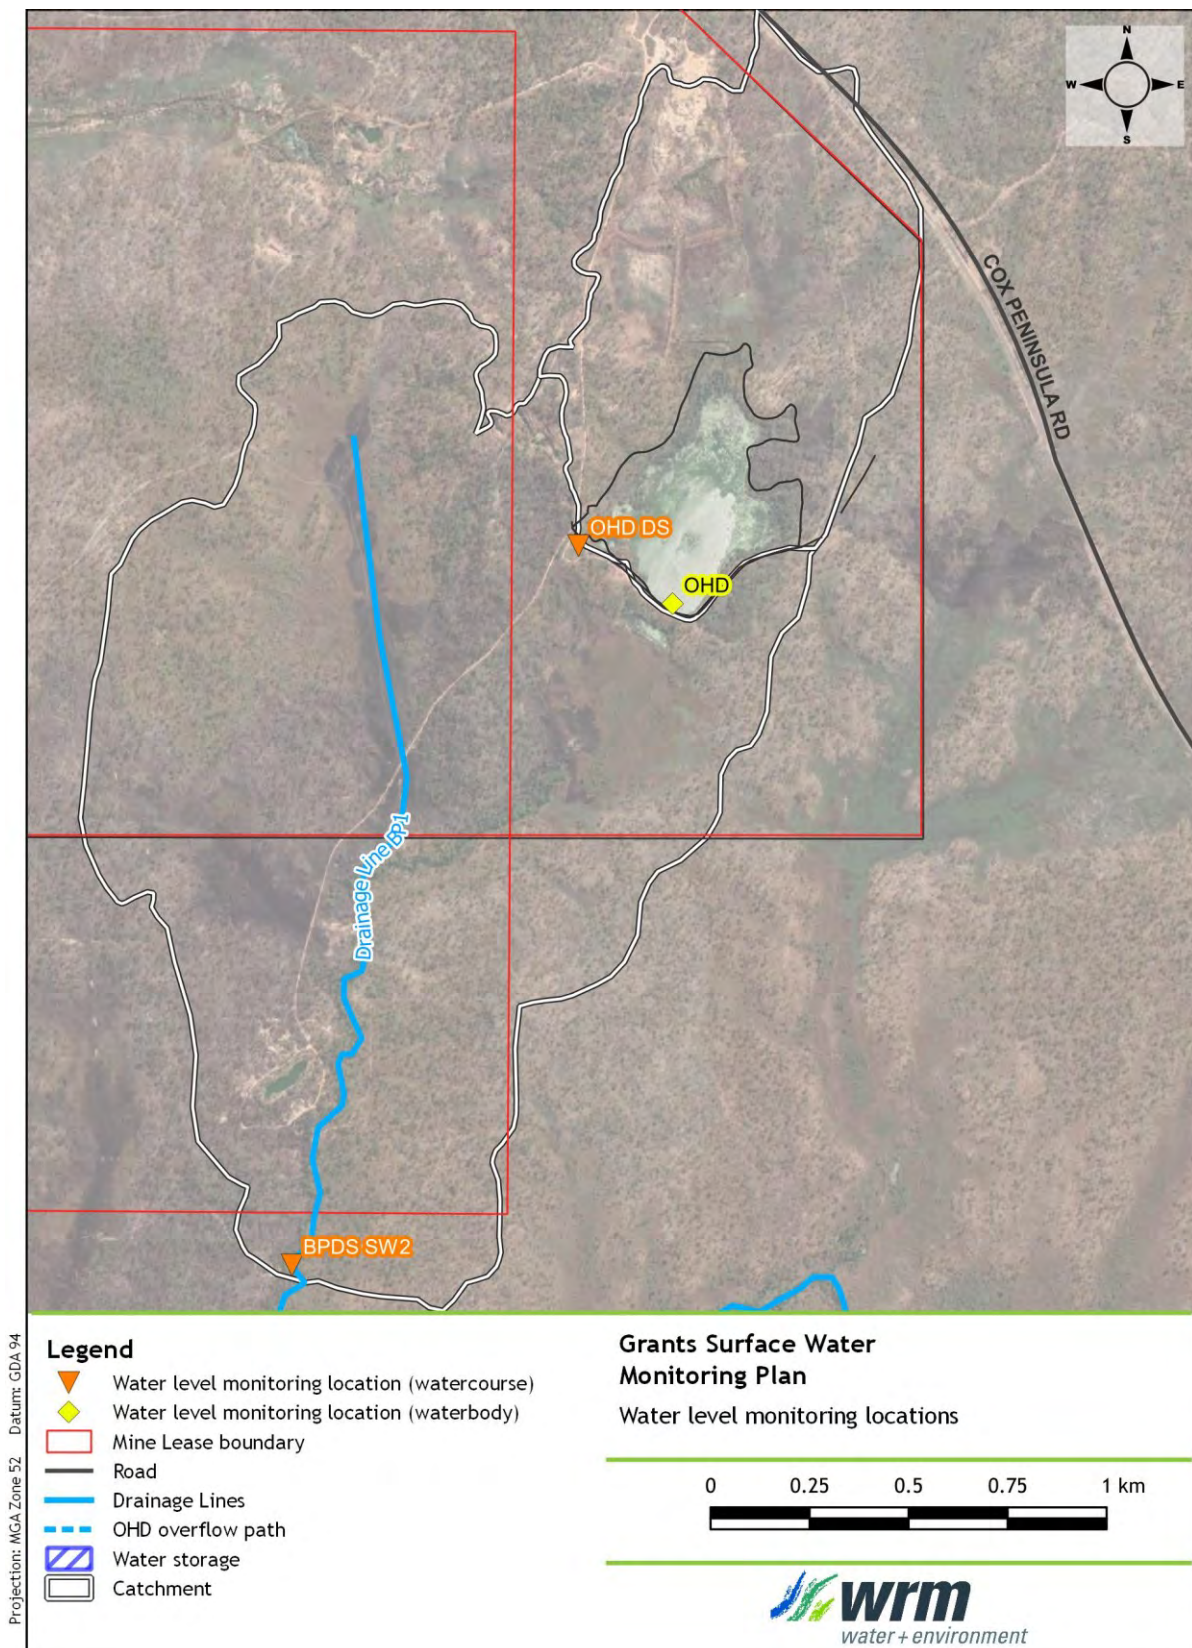 N
W E
S
COX PENINSULA RD
OHD DS
OHD
Drainage Line BP1
BPDS SW2
Legend
Water level monitoring location (watercourse)
Water level monitoring location (waterbody)
Mine Lease boundary
Road
Drainage Lines
OHD overflow path
Water storage
Catchment
Grants Surface Water
Monitoring Plan
Water level monitoring locations
0 0.25 0.5 0.75 1 km
wrm
water + environment
Projection: MGA Zone 52 Datum: GDA 94